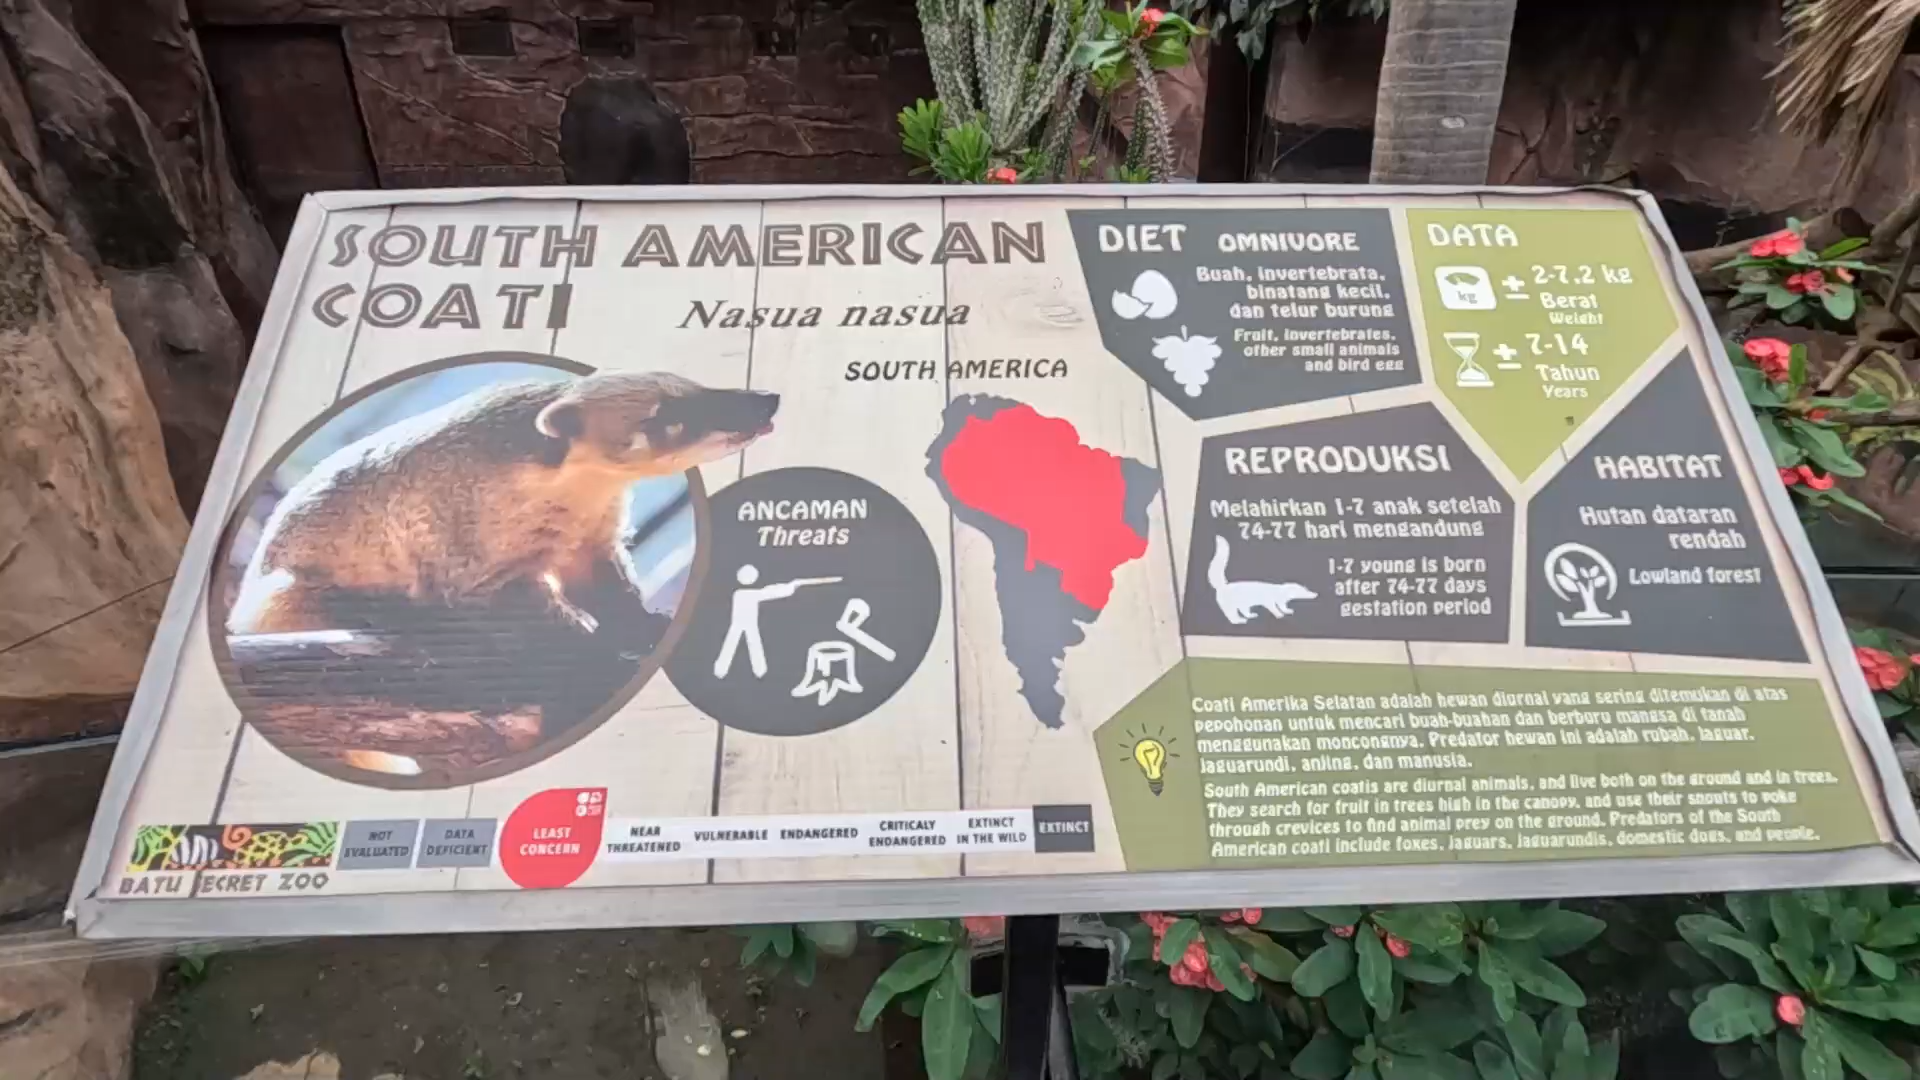 SOUTH AMERICAN
COATI
Nasua nasua
SOUTH AMERICA
ANCAMAN
Threats
DIET OMNIVORE
Buah, invertebrata,
binatang kecil,
dan telur burung
Fruit, invertebrates,
other small animals
and bird egg
DATA
kg
± 2-7,2 kg
Berat
Weight
± 7-14
Tahun
Years
REPRODUKSI
Melahirkan 1-7 anak setelah
74-77 hari mengandung
1-7 young is born
after 74-77 days
gestation period
HABITAT
Hutan dataran
rendah
Lowland forest
Coati Amerika Selatan adalah hewan diurnal yang sering ditemukan di atas
pepohonan untuk mencari buah-buahan dan berburu mangsa di tanah
menggunakan moncongnya. Predator hewan ini adalah rubah, jaguar,
jaguarundi, anjing, dan manusia.
South American coatis are diurnal animals, and live both on the ground and in trees.
They search for fruit in trees high in the canopy, and use their snouts to poke
through crevices to find animal prey on the ground. Predators of the South
American coati include foxes, jaguars, jaguarundis, domestic dogs, and people.
BATU SECRET ZOO
NOT
EVALUATED
DATA
DEFICIENT
LEAST
CONCERN
NEAR
THREATENED
VULNERABLE
ENDANGERED
CRITICALY
ENDANGERED
EXTINCT
IN THE WILD
EXTINCT